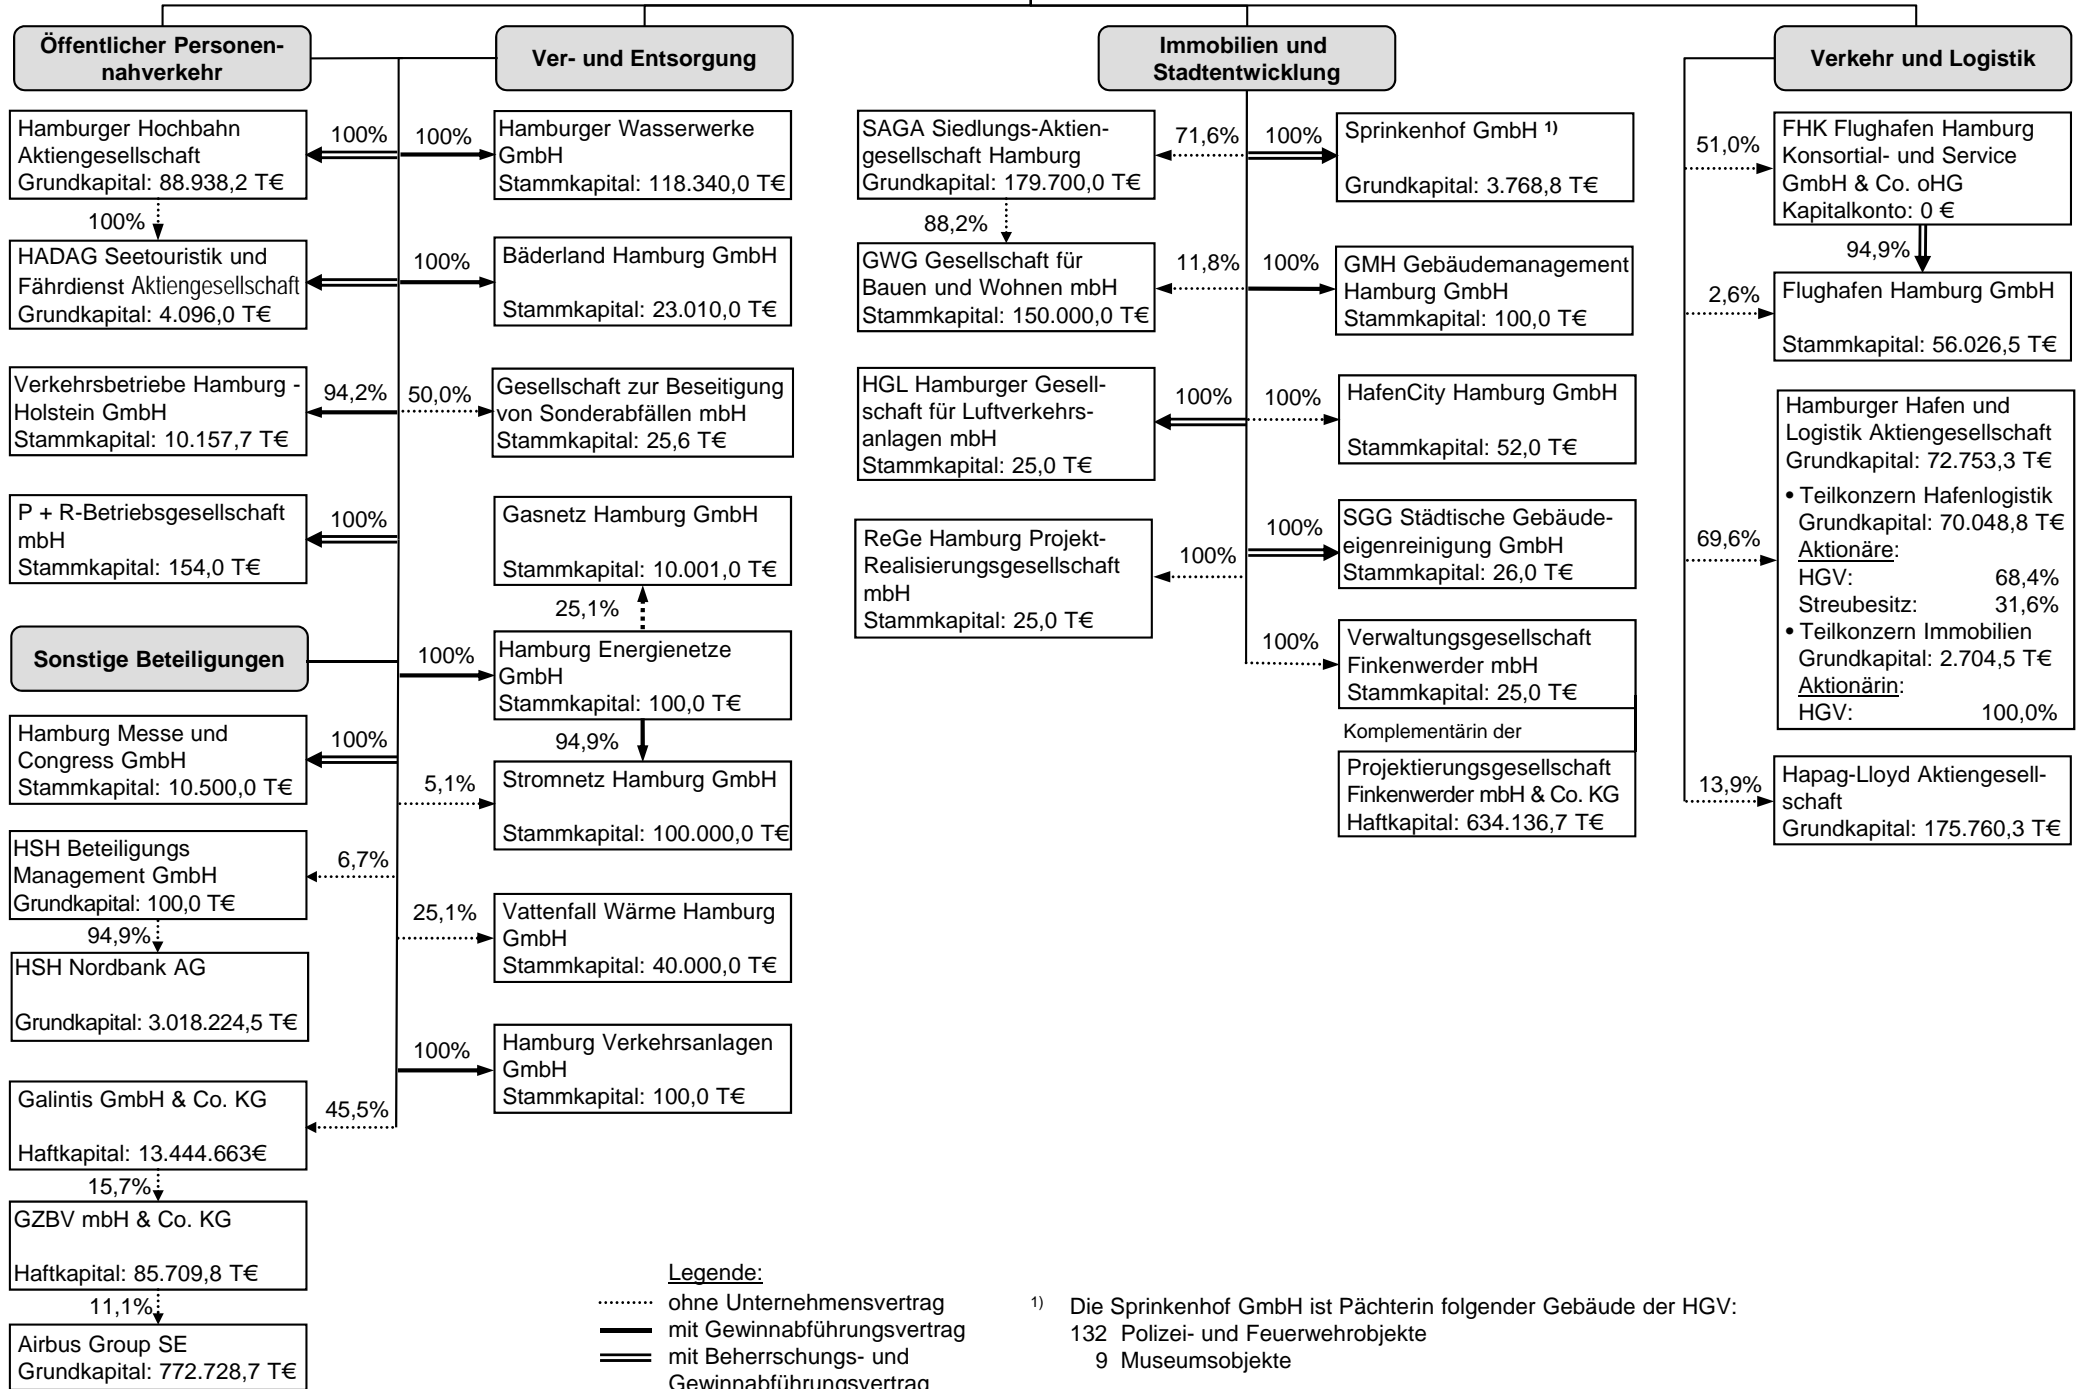 Öffentlicher Personen-
nahverkehr
Hamburger Hochbahn
Aktiengesellschaft
Grundkapital: 88.938,2 T€
100%
100%
HADAG Seetouristik und
Fährdienst Aktiengesellschaft
Grundkapital: 4.096,0 T€
Verkehrsbetriebe Hamburg -
Holstein GmbH
Stammkapital: 10.157,7 T€
94,2%
P + R-Betriebsgesellschaft
mbH
Stammkapital: 154,0 T€
100%
Sonstige Beteiligungen
Hamburg Messe und
Congress GmbH
Stammkapital: 10.500,0 T€
100%
HSH Beteiligungs
Management GmbH
Grundkapital: 100,0 T€
6,7%
94,9%
HSH Nordbank AG
Grundkapital: 3.018.224,5 T€
Galintis GmbH & Co. KG
Haftkapital: 13.444.663€
45,5%
15,7%
GZBV mbH & Co. KG
Haftkapital: 85.709,8 T€
11,1%
Airbus Group SE
Grundkapital: 772.728,7 T€
Ver- und Entsorgung
100%
Hamburger Wasserwerke
GmbH
Stammkapital: 118.340,0 T€
100%
Bäderland Hamburg GmbH
Stammkapital: 23.010,0 T€
50,0%
Gesellschaft zur Beseitigung
von Sonderabfällen mbH
Stammkapital: 25,6 T€
Gasnetz Hamburg GmbH
Stammkapital: 10.001,0 T€
25,1%
100%
Hamburg Energienetze
GmbH
Stammkapital: 100,0 T€
94,9%
5,1%
Stromnetz Hamburg GmbH
Stammkapital: 100.000,0 T€
25,1%
Vattenfall Wärme Hamburg
GmbH
Stammkapital: 40.000,0 T€
100%
Hamburg Verkehrsanlagen
GmbH
Stammkapital: 100,0 T€
Immobilien und
Stadtentwicklung
SAGA Siedlungs-Aktien-
gesellschaft Hamburg
Grundkapital: 179.700,0 T€
71,6%
88,2%
GWG Gesellschaft für
Bauen und Wohnen mbH
Stammkapital: 150.000,0 T€
11,8%
HGL Hamburger Gesell-
schaft für Luftverkehrs-
anlagen mbH
Stammkapital: 25,0 T€
100%
ReGe Hamburg Projekt-
Realisierungsgesellschaft
mbH
Stammkapital: 25,0 T€
100%
100%
Sprinkenhof GmbH 1)
Grundkapital: 3.768,8 T€
100%
GMH Gebäudemanagement
Hamburg GmbH
Stammkapital: 100,0 T€
100%
HafenCity Hamburg GmbH
Stammkapital: 52,0 T€
100%
SGG Städtische Gebäude-
eigenreinigung GmbH
Stammkapital: 26,0 T€
100%
Verwaltungsgesellschaft
Finkenwerder mbH
Stammkapital: 25,0 T€
Komplementärin der
Projektierungsgesellschaft
Finkenwerder mbH & Co. KG
Haftkapital: 634.136,7 T€
Verkehr und Logistik
51,0%
FHK Flughafen Hamburg
Konsortial- und Service
GmbH & Co. oHG
Kapitalkonto: 0 €
94,9%
2,6%
Flughafen Hamburg GmbH
Stammkapital: 56.026,5 T€
69,6%
Hamburger Hafen und
Logistik Aktiengesellschaft
Grundkapital: 72.753,3 T€
• Teilkonzern Hafenlogistik
Grundkapital: 70.048,8 T€
Aktionäre:
HGV: 68,4%
Streubesitz: 31,6%
• Teilkonzern Immobilien
Grundkapital: 2.704,5 T€
Aktionärin:
HGV: 100,0%
13,9%
Hapag-Lloyd Aktiengesell-
schaft
Grundkapital: 175.760,3 T€
Legende:
ohne Unternehmensvertrag
mit Gewinnabführungsvertrag
mit Beherrschungs- und
Gewinnabführungsvertrag
1) Die Sprinkenhof GmbH ist Pächterin folgender Gebäude der HGV:
132 Polizei- und Feuerwehrobjekte
9 Museumsobjekte